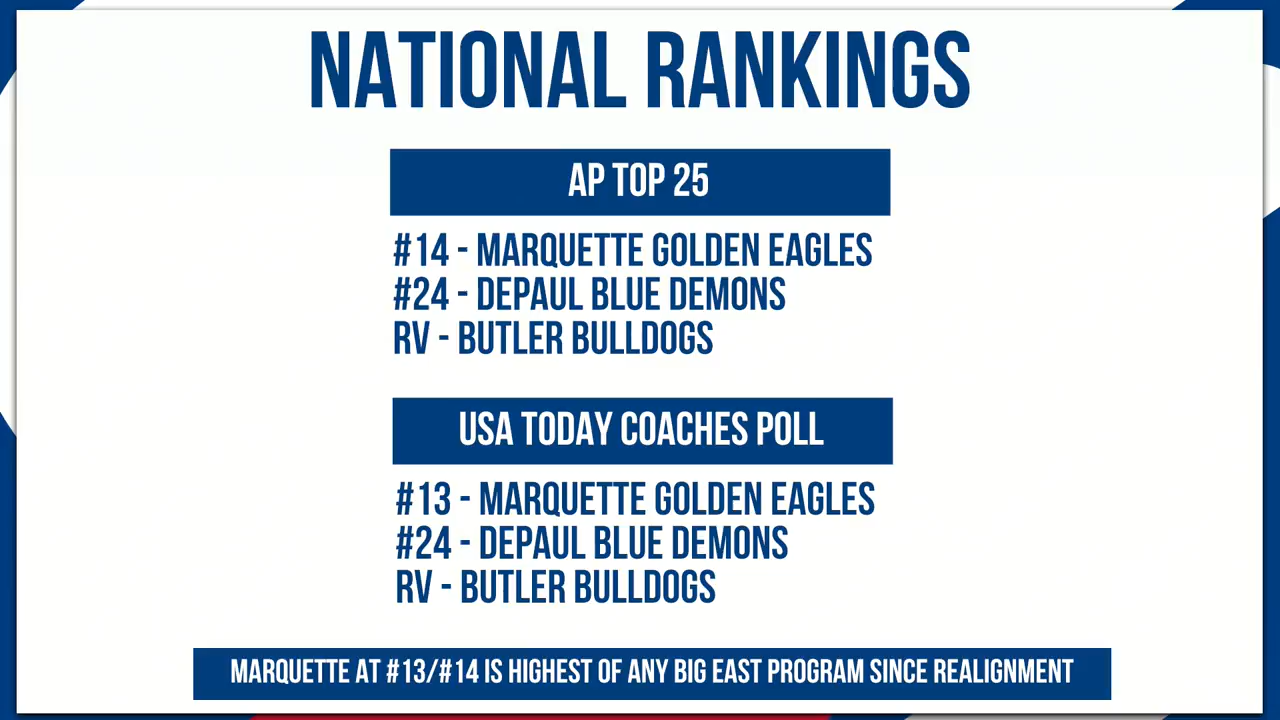 NATIONAL RANKINGS
AP TOP 25
#14 - MARQUETTE GOLDEN EAGLES
#24 - DEPAUL BLUE DEMONS
RV - BUTLER BULLDOGS
USA TODAY COACHES POLL
#13 - MARQUETTE GOLDEN EAGLES
#24 - DEPAUL BLUE DEMONS
RV - BUTLER BULLDOGS
MARQUETTE AT #13/#14 IS HIGHEST OF ANY BIG EAST PROGRAM SINCE REALIGNMENT